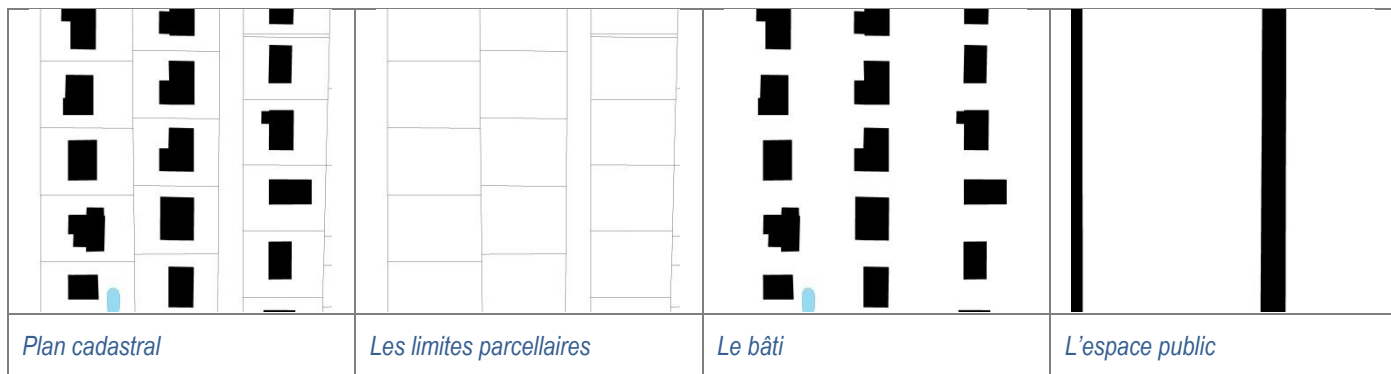 Plan cadastral
Les limites parcellaires
Le bâti
L'espace public